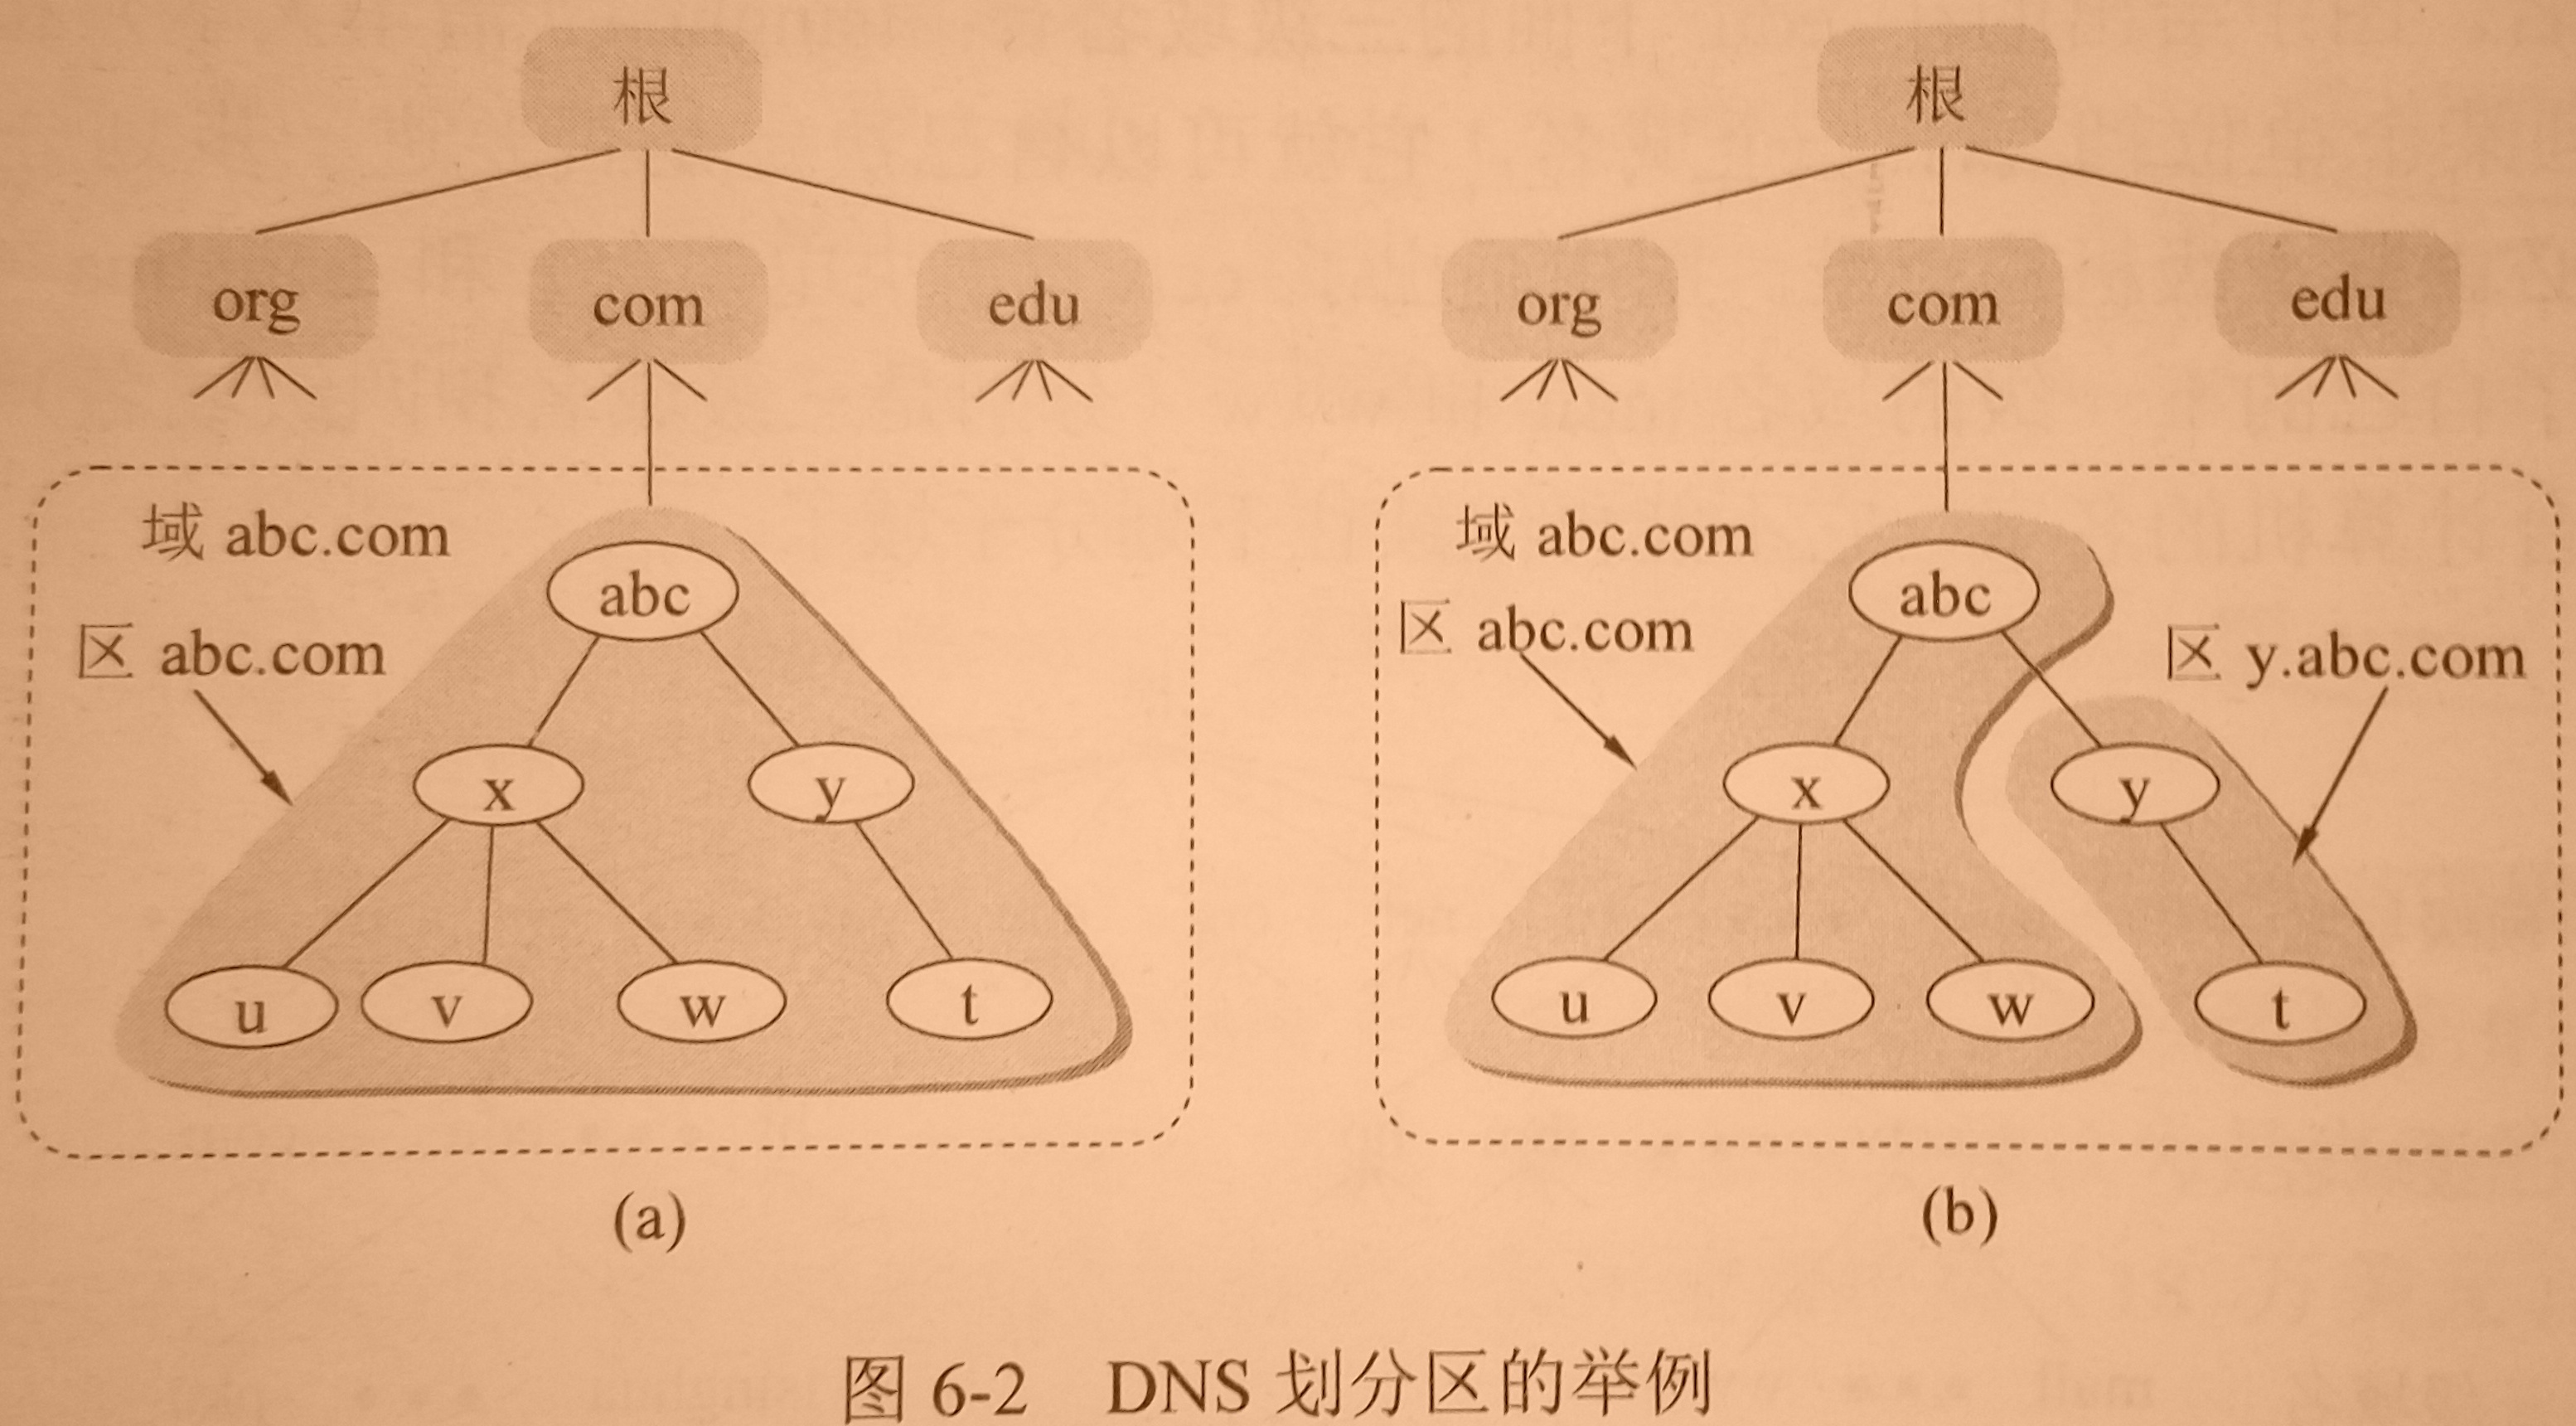 根
org
com
edu
域 abc.com
区 abc.com
abc
x
y
u
v
w
t
(a)
根
org
com
edu
域 abc.com
区 abc.com
区 y.abc.com
abc
x
y
u
v
w
t
(b)
图 6-2 DNS 划分区的举例